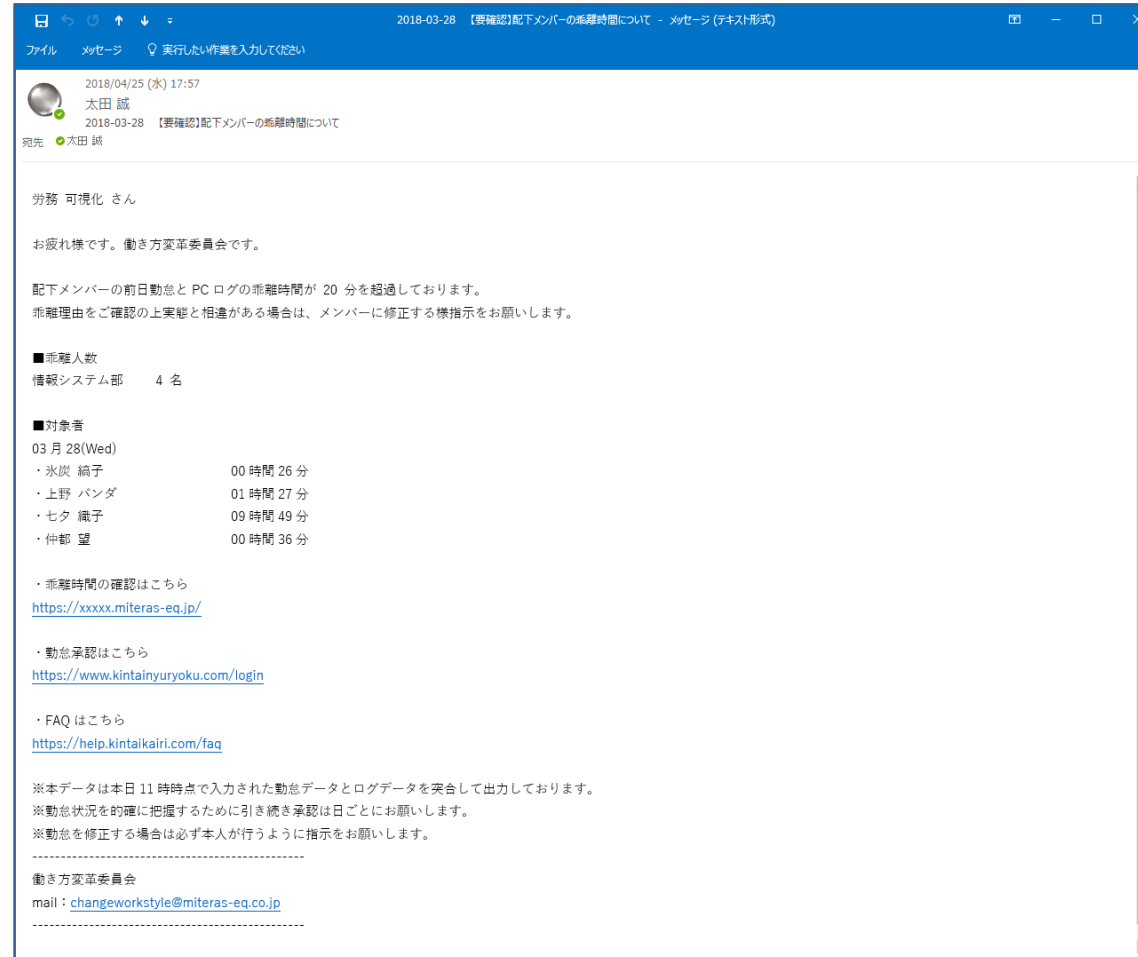 2018-03-28 【要確認】配下メンバーの乖離時間について - メッセージ (テキスト形式)
ファイル メッセージ 実行したい作業を入力してください
2018/04/25 (水) 17:57
太田 誠
2018-03-28 【要確認】配下メンバーの乖離時間について
宛先 太田 誠
労務 可視化 さん
お疲れ様です。働き方変革委員会です。
配下メンバーの前日勤怠と PC ログの乖離時間が 20 分を超過しております。
乖離理由をご確認の上実態と相違がある場合は、メンバーに修正する様指示をお願いします。
■乖離人数
情報システム部 4 名
■対象者
03 月 28(Wed)
・氷炭 縞子 00 時間 26 分
・上野 パンダ 01 時間 27 分
・七夕 織子 09 時間 49 分
・仲都 望 00 時間 36 分
・乖離時間の確認はこちら
https://xxxxx.miteras-eq.jp/
・勤怠承認はこちら
https://www.kintainyuryoku.com/login
・FAQ はこちら
https://help.kintaikairi.com/faq
※本データは本日 11 時時点で入力された勤怠データとログデータを突合して出力しております。
※勤怠状況を的確に把握するために引き続き承認は日ごとにお願いします。
※勤怠を修正する場合は必ず本人が行うように指示をお願いします。
------------------------------------------------
働き方変革委員会
mail：changeworkstyle@miteras-eq.co.jp
------------------------------------------------